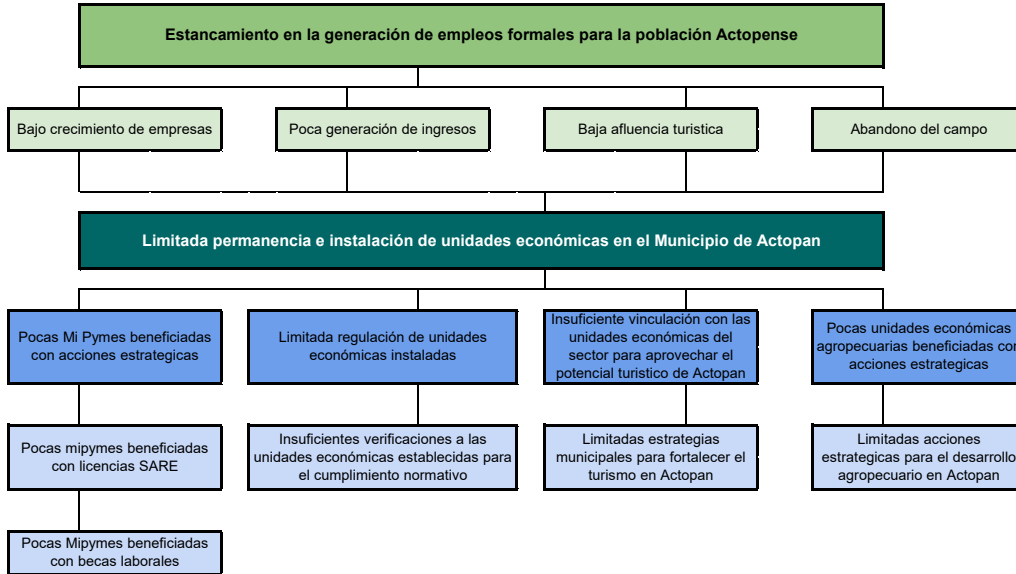 Estancamiento en la generación de empleos formales para la población Actopense
Bajo crecimiento de empresas
Poca generación de ingresos
Baja afluencia turistica
Abandono del campo
Limitada permanencia e instalación de unidades económicas en el Municipio de Actopan
Pocas Mi Pymes beneficiadas
con acciones estrategicas
Limitada regulación de unidades
económicas instaladas
Insuficiente vinculación con las
unidades económicas del
sector para aprovechar el
potencial turistico de Actopan
Pocas unidades económicas
agropecuarias beneficiadas con
acciones estrategicas
Pocas mipymes beneficiadas
con licencias SARE
Insuficientes verificaciones a las
unidades económicas establecidas para
el cumplimiento normativo
Limitadas estrategias
municipales para fortalecer el
turismo en Actopan
Limitadas acciones
estrategicas para el desarrollo
agropecuario en Actopan
Pocas Mipymes beneficiadas
con becas laborales